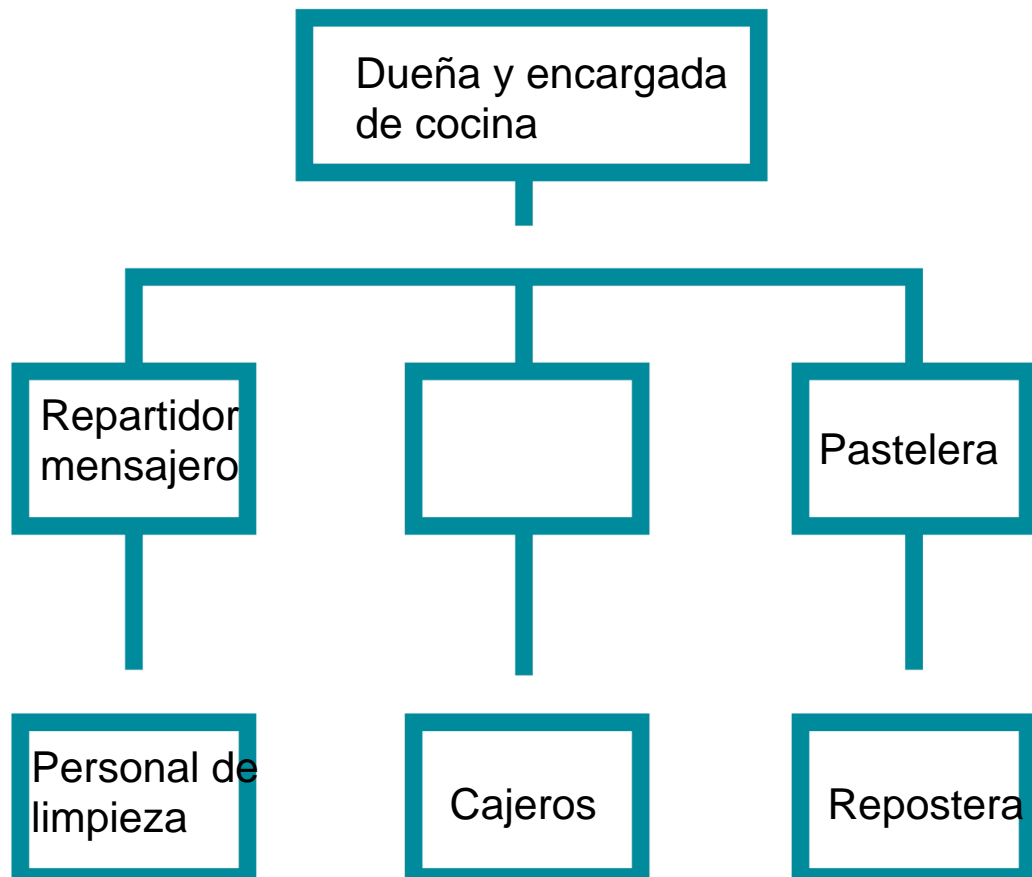 Dueña y encargada
de cocina
Repartidor
mensajero
Pastelera
Personal de
limpieza
Cajeros
Repostera